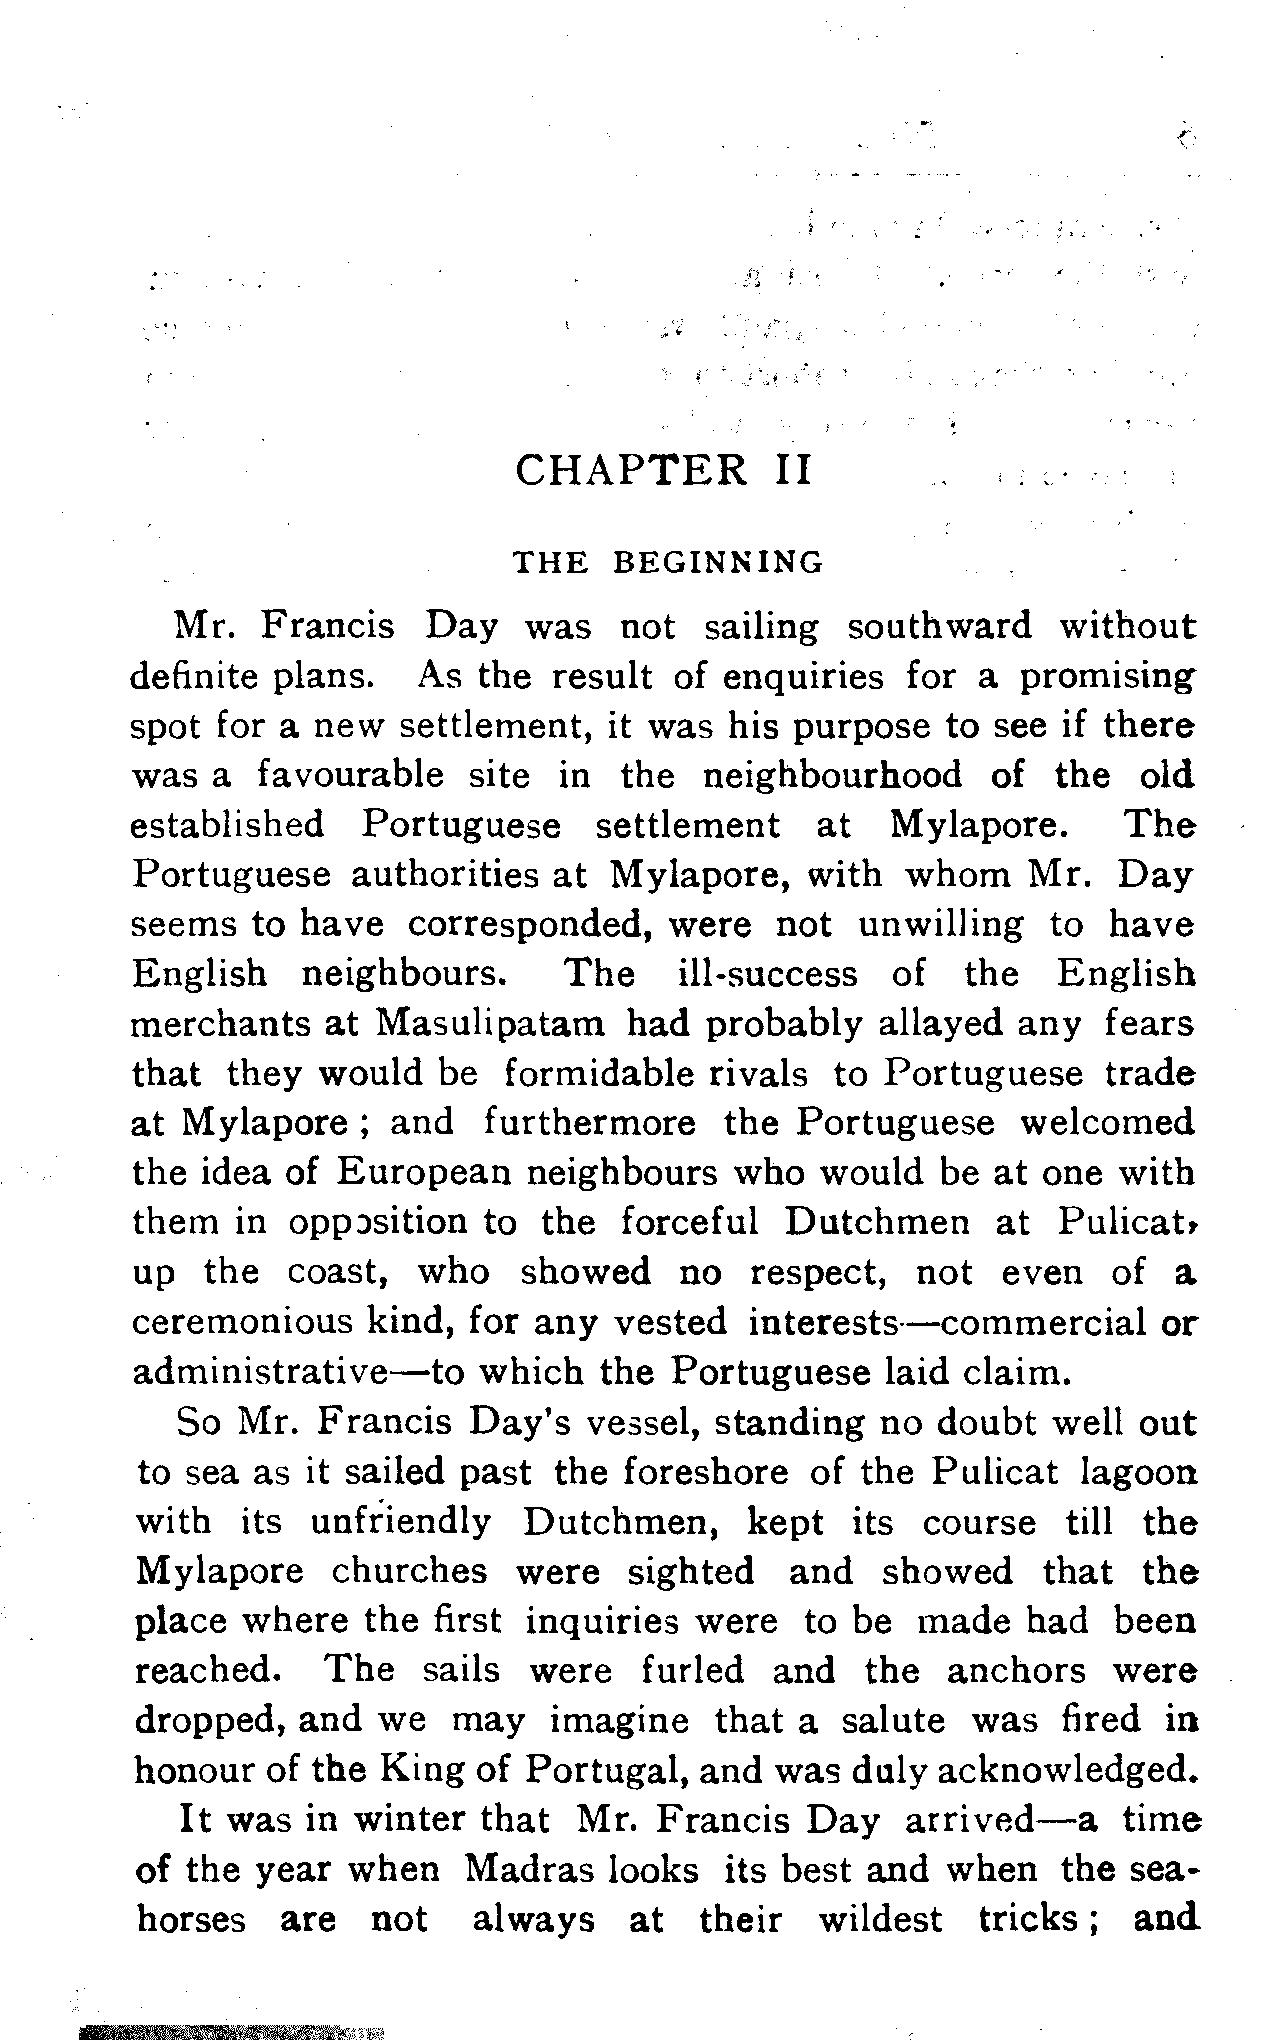 CHAPTER II
THE BEGINNING
Mr. Francis Day was not sailing southward without
definite plans. As the result of enquiries for a promising
spot for a new settlement, it was his purpose to see if there
was a favourable site in the neighbourhood of the old
established Portuguese settlement at Mylapore. The
Portuguese authorities at Mylapore, with whom Mr. Day
seems to have corresponded, were not unwilling to have
English neighbours. The ill-success of the English
merchants at Masulipatam had probably allayed any fears
that they would be formidable rivals to Portuguese trade
at Mylapore ; and furthermore the Portuguese welcomed
the idea of European neighbours who would be at one with
them in opposition to the forceful Dutchmen at Pulicat,
up the coast, who showed no respect, not even of a
ceremonious kind, for any vested interests—commercial or
administrative—to which the Portuguese laid claim.
So Mr. Francis Day's vessel, standing no doubt well out
to sea as it sailed past the foreshore of the Pulicat lagoon
with its unfriendly Dutchmen, kept its course till the
Mylapore churches were sighted and showed that the
place where the first inquiries were to be made had been
reached. The sails were furled and the anchors were
dropped, and we may imagine that a salute was fired in
honour of the King of Portugal, and was duly acknowledged.
It was in winter that Mr. Francis Day arrived—a time
of the year when Madras looks its best and when the sea-
horses are not always at their wildest tricks ; and